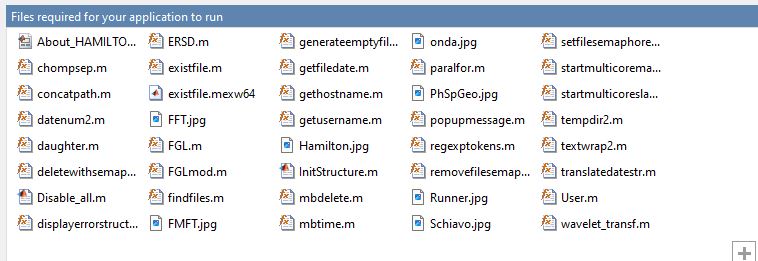 Files required for your application to run
About_HAMILTO... ERSD.m generateemptyfil... onda.jpg setfilesemaphore...
chompsep.m existfile.m getfiledate.m paralfor.m startmulticorema...
concatpath.m existfile.mexw64 gethostname.m PhSpGeo.jpg startmulticoresla...
datenum2.m FFT.jpg getusername.m popupmessage.m tempdir2.m
daughter.m FGL.m Hamilton.jpg regexptokens.m textwrap2.m
deletewithsemap... FGLmod.m InitStructure.m removefilesemap... translatedatestr.m
Disable_all.m findfiles.m mbdelete.m Runner.jpg User.m
displayerrorstruct... FMFT.jpg mbtime.m Schiavo.jpg wavelet_transf.m